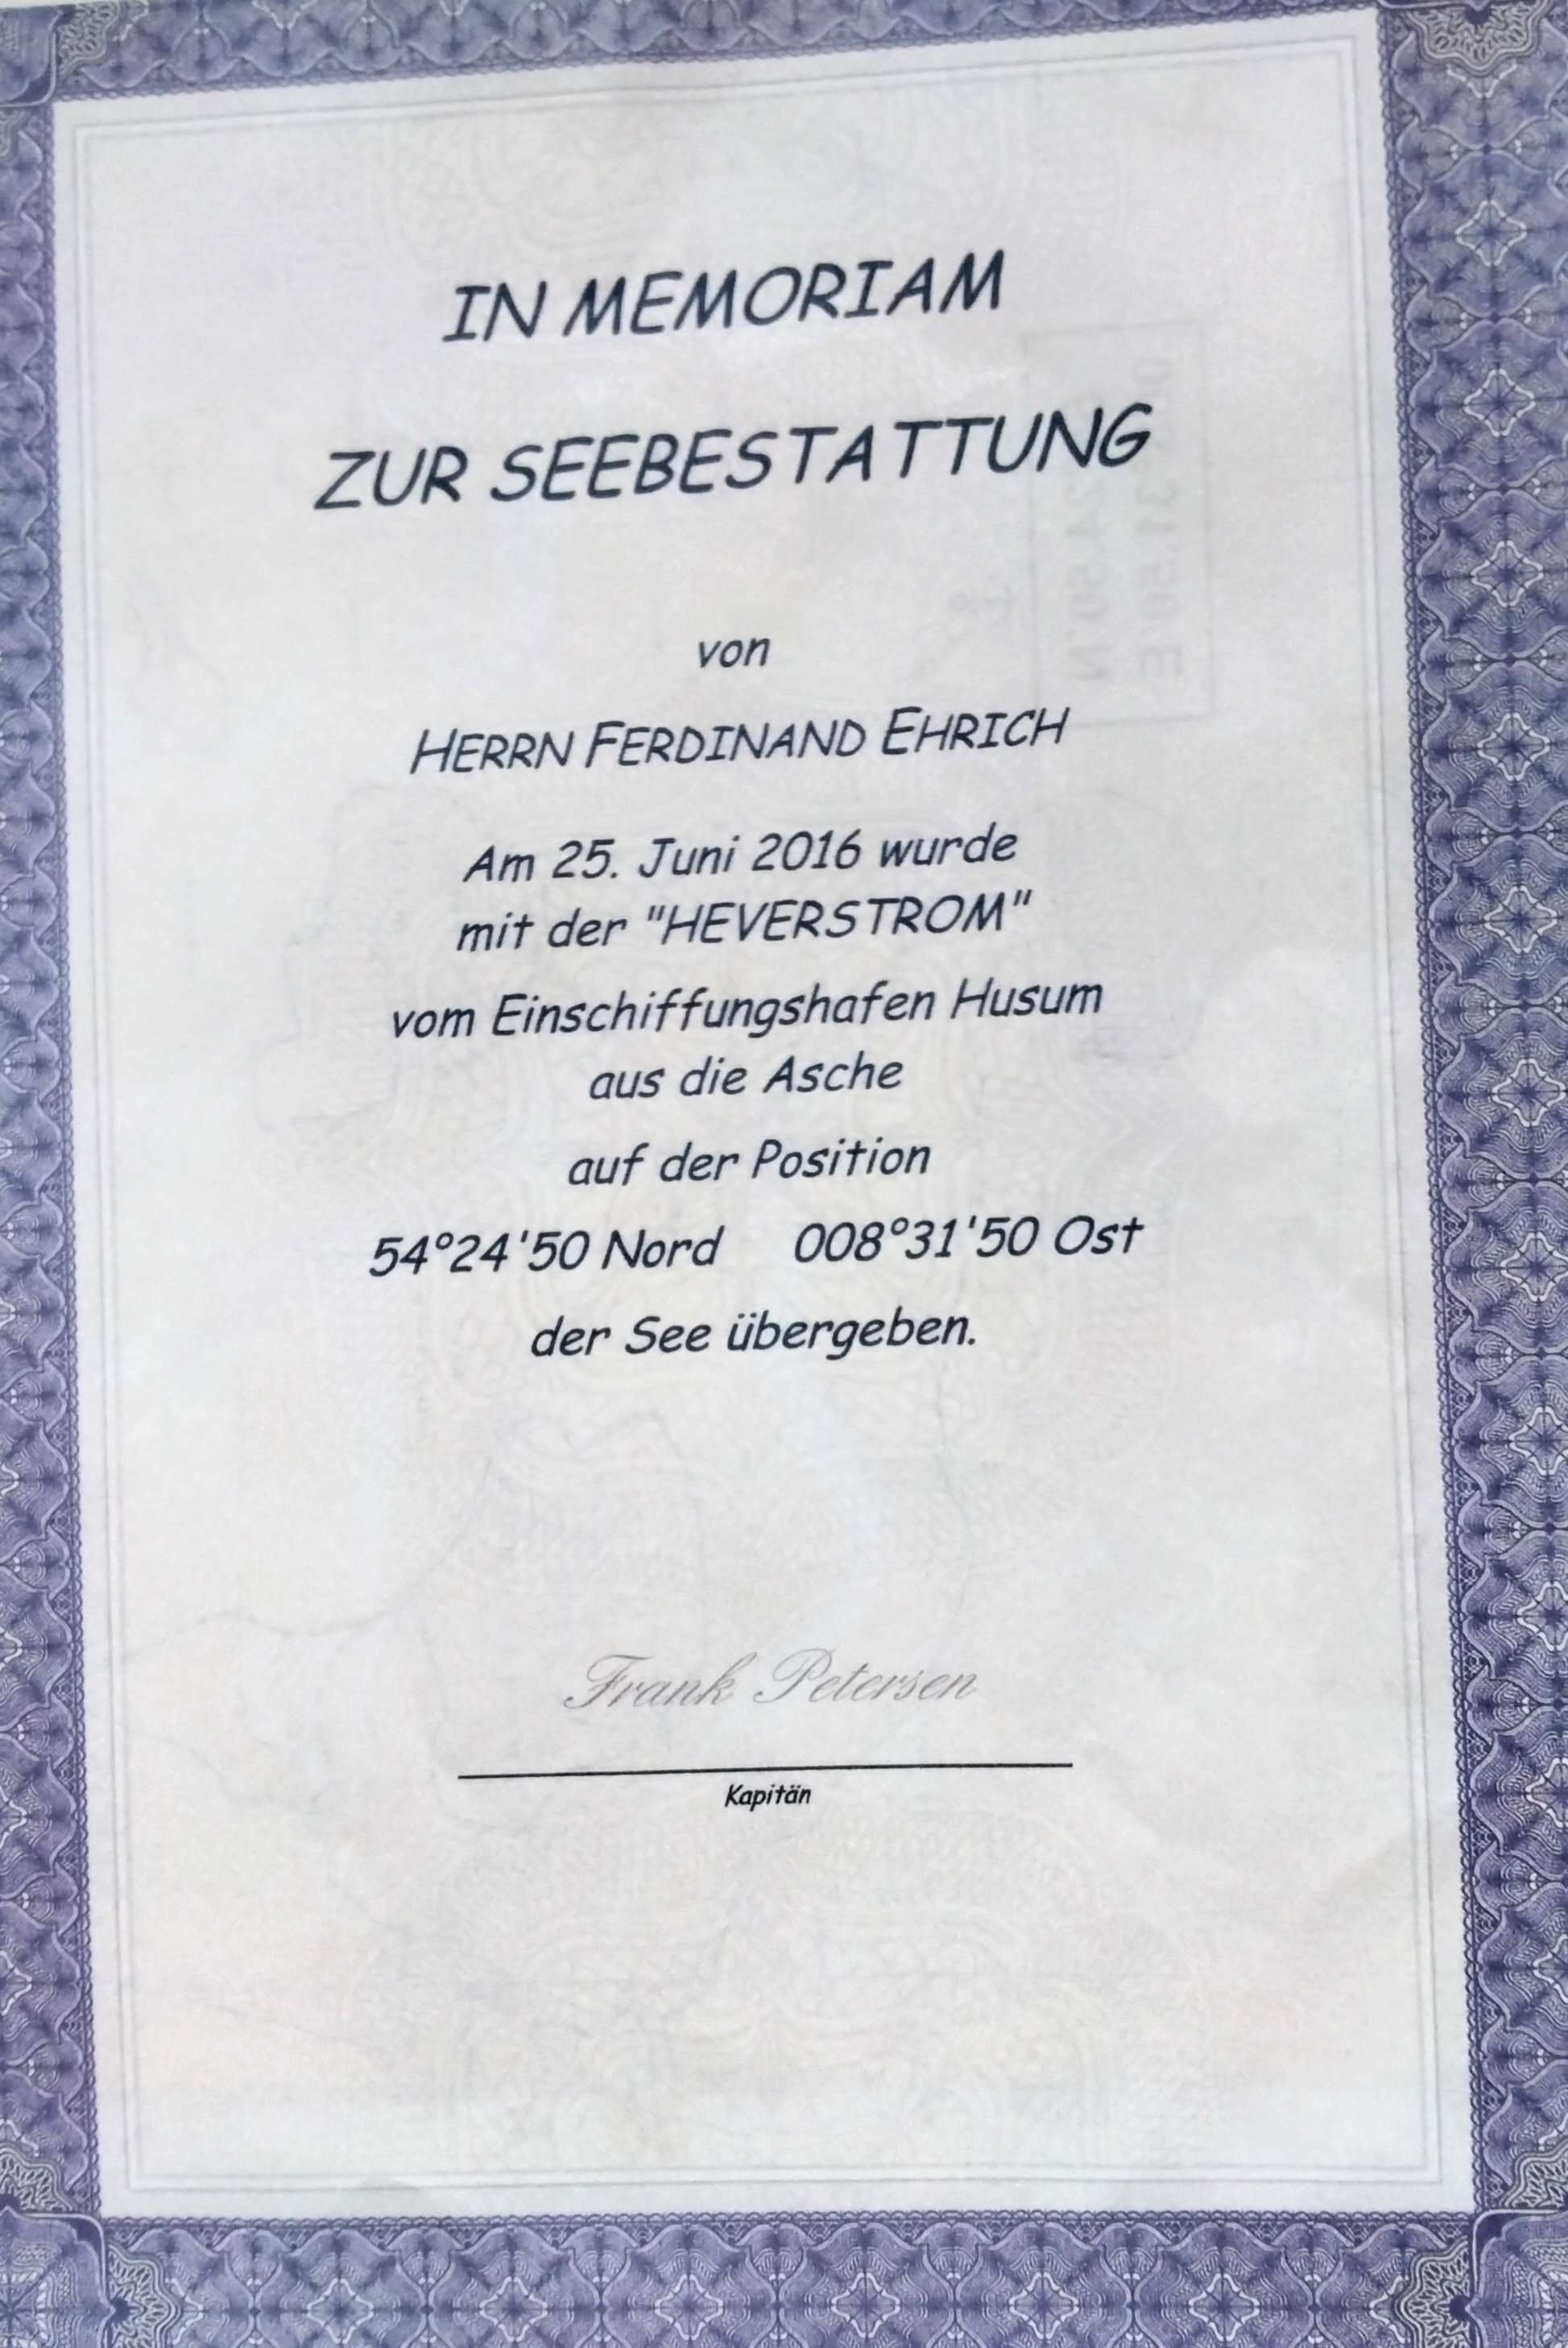 IN MEMORIAM
ZUR SEEBESTATTUNG
von
HERRN FERDINAND EHRICH
Am 25. Juni 2016 wurde
mit der "HEVERSTROM"
vom Einschiffungshafen Husum
aus die Asche
auf der Position
54°24'50 Nord 008°31'50 Ost
der See übergeben.
Frank Petersen
Kapitän